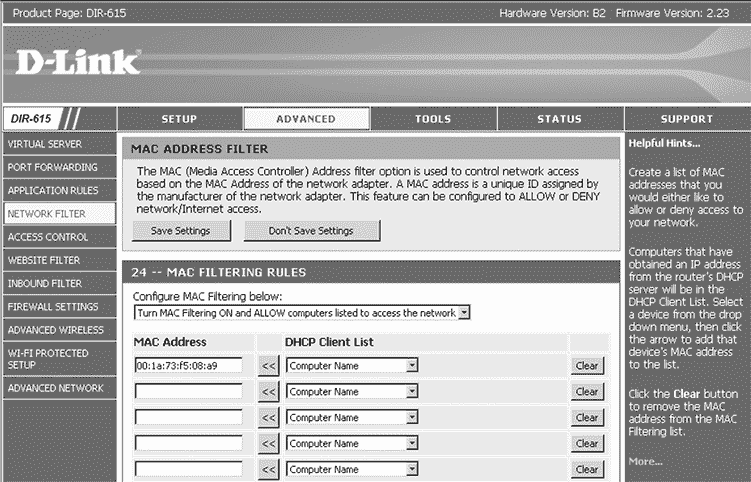 Product Page: DIR-615
Hardware Version: B2 Firmware Version: 2.23
D-Link
DIR-615
SETUP
ADVANCED
TOOLS
STATUS
SUPPORT
VIRTUAL SERVER
PORT FORWARDING
APPLICATION RULES
NETWORK FILTER
ACCESS CONTROL
WEBSITE FILTER
INBOUND FILTER
FIREWALL SETTINGS
ADVANCED WIRELESS
WI-FI PROTECTED
SETUP
ADVANCED NETWORK
MAC ADDRESS FILTER
The MAC (Media Access Controller) Address filter option is used to control network access
based on the MAC Address of the network adapter. A MAC address is a unique ID assigned by
the manufacturer of the network adapter. This feature can be configured to ALLOW or DENY
network/Internet access.
Save Settings
Don't Save Settings
24 -- MAC FILTERING RULES
Configure MAC Filtering below:
Turn MAC Filtering ON and ALLOW computers listed to access the network
MAC Address
DHCP Client List
00:1a:73:f5:08:a9 << Computer Name Clear
<< Computer Name Clear
<< Computer Name Clear
<< Computer Name Clear
<< Computer Name Clear
Helpful Hints...
Create a list of MAC
addresses that you
would either like to
allow or deny access to
your network.
Computers that have
obtained an IP address
from the router's DHCP
server will be in the
DHCP Client List. Select
a device from the drop
down menu, then click
the arrow to add that
device's MAC address
to the list.
Click the Clear button
to remove the MAC
address from the MAC
Filtering list.
More...